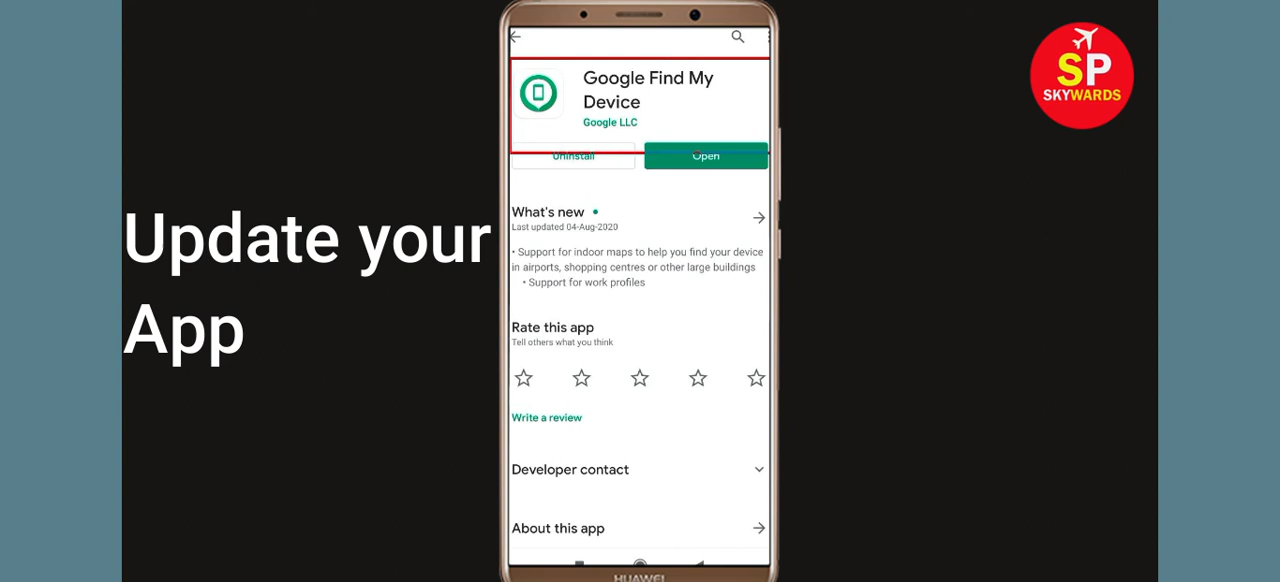 Google Find My
Device
Google LLC
Uninstall
Open
What's new
Last updated 04-Aug-2020
• Support for indoor maps to help you find your device
in airports, shopping centres or other large buildings
• Support for work profiles
Rate this app
Tell others what you think
Write a review
Developer contact
About this app
HUAWEI
Update your
App
SP
SKYWARDS